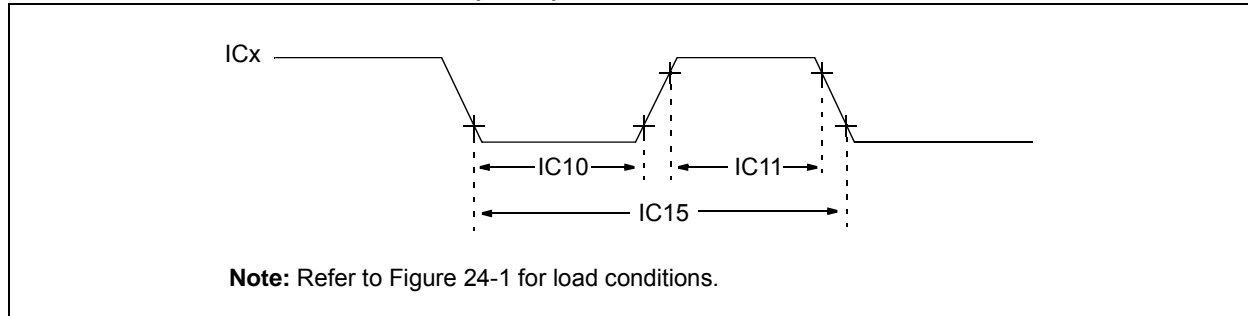 ICx
IC10
IC11
IC15
Note: Refer to Figure 24-1 for load conditions.